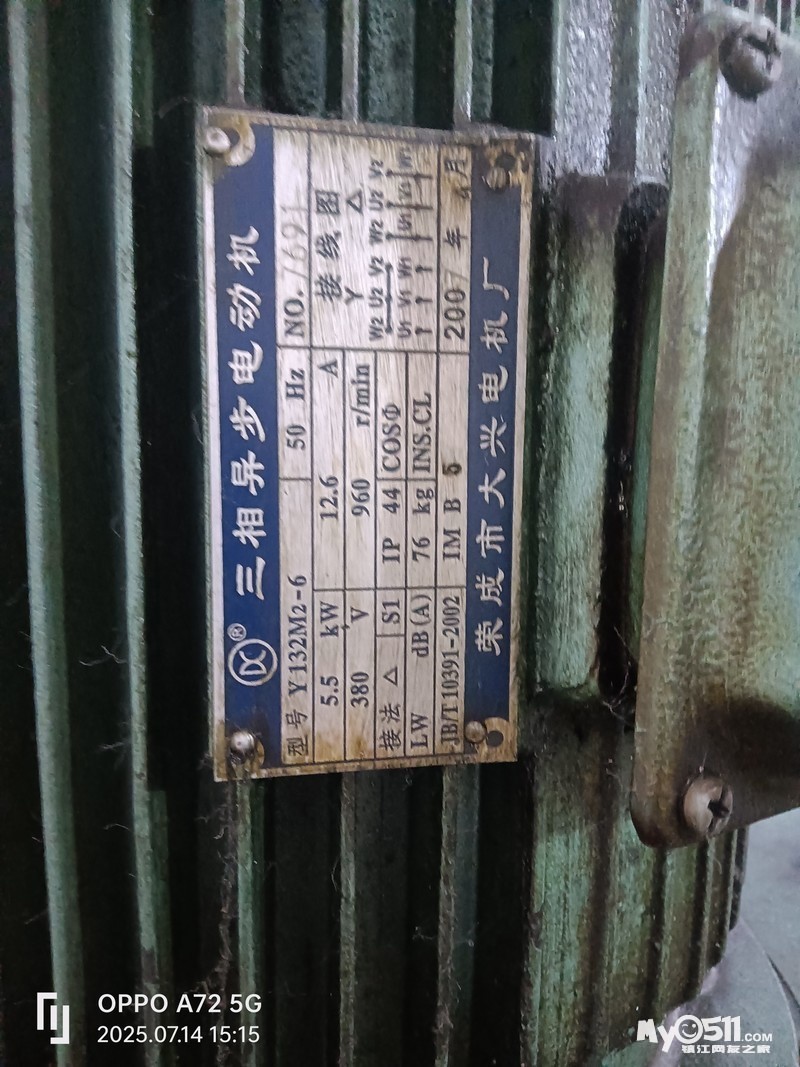 DC® 三相异步电动机
型号 Y132M2-6 50 Hz NO. 7691
5.5 kW 12.6 A 接线图
380 V 960 r/min Y △
接法 △ S1 IP 44 COSΦ W2 U2 V2 W2 U2 V2
LW dB(A) 76 kg INS.CL U1 V1 W1 U1 V1 W1
JB/T10391-2002 IM B 5 2007 年 月
荣成市大兴电机厂
OPPO A72 5G
2025.07.14 15:15
My0511.COM
镇江网友之家